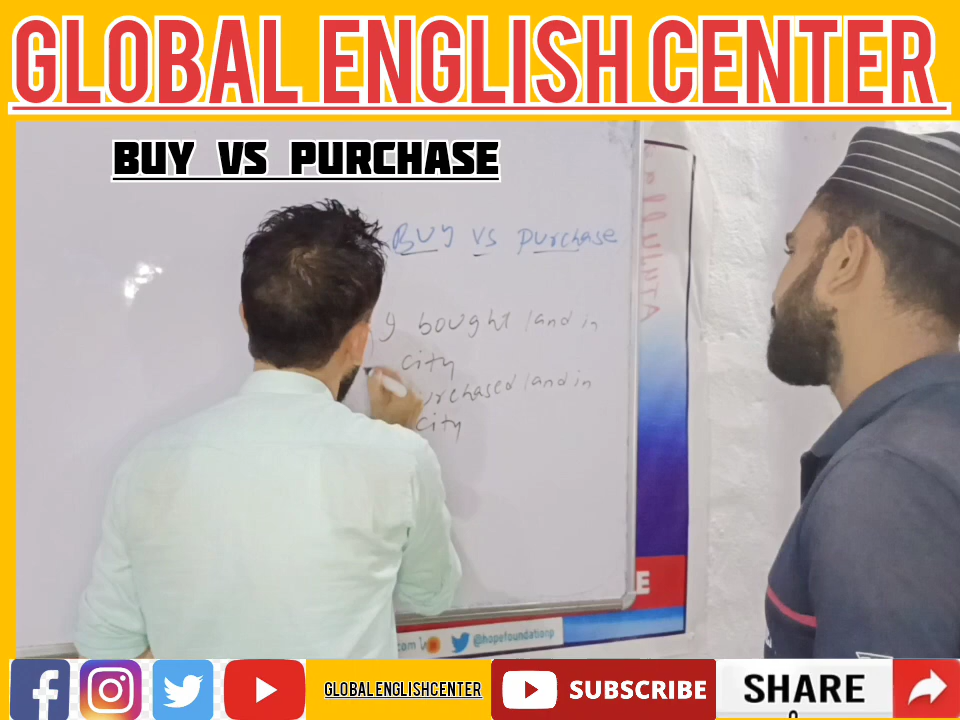 GLOBAL ENGLISH CENTER
BUY VS PURCHASE
Buy vs purchase
I bought land in
city
urchased land in
city
E
.com
@hopefoundationp
GLOBALENGLISHCENTER
SUBSCRIBE
SHARE